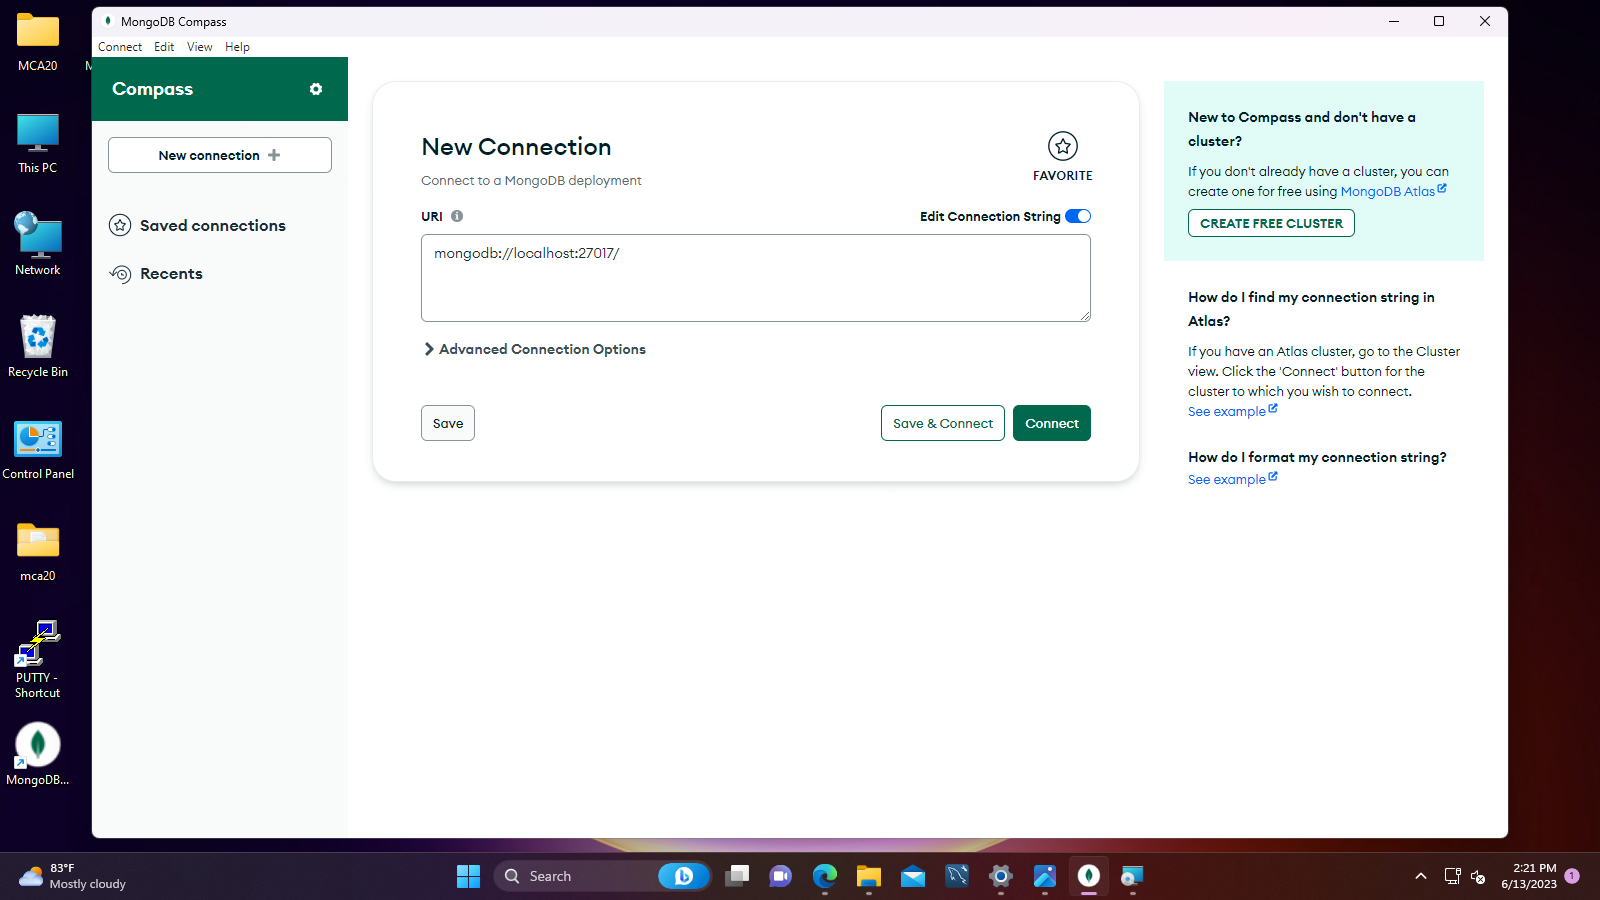 MCA20
This PC
Network
Recycle Bin
Control Panel
mca20
PUTTY -
Shortcut
MongoDB...
M
MongoDB Compass
Connect Edit View Help
Compass
New connection
Saved connections
Recents
New Connection
Connect to a MongoDB deployment
FAVORITE
URI
Edit Connection String
mongodb://localhost:27017/
Advanced Connection Options
Save
Save & Connect
Connect
New to Compass and don't have a
cluster?
If you don't already have a cluster, you can
create one for free using MongoDB Atlas
CREATE FREE CLUSTER
How do I find my connection string in
Atlas?
If you have an Atlas cluster, go to the Cluster
view. Click the 'Connect' button for the
cluster to which you wish to connect.
See example
How do I format my connection string?
See example
83°F
Mostly cloudy
Search
2:21 PM
6/13/2023
1